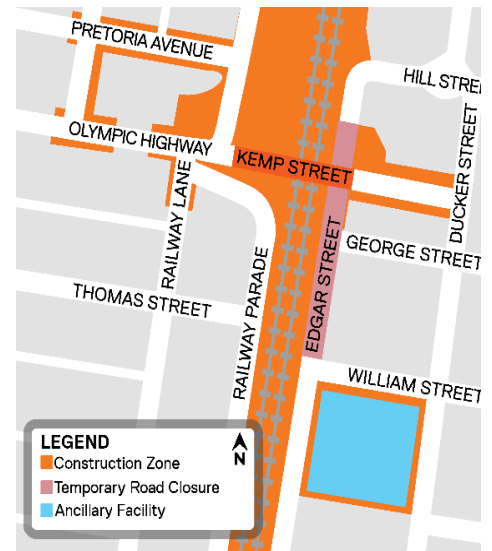 PRETORIA AVENUE
HILL STREE
OLYMPIC HIGHWAY
KEMP STREET
DUCKER STREET
RAILWAY LANE
GEORGE STREET
EDGAR STREET
RAILWAY PARADE
THOMAS STREET
WILLIAM STREET
LEGEND
N
Construction Zone
Temporary Road Closure
Ancillary Facility